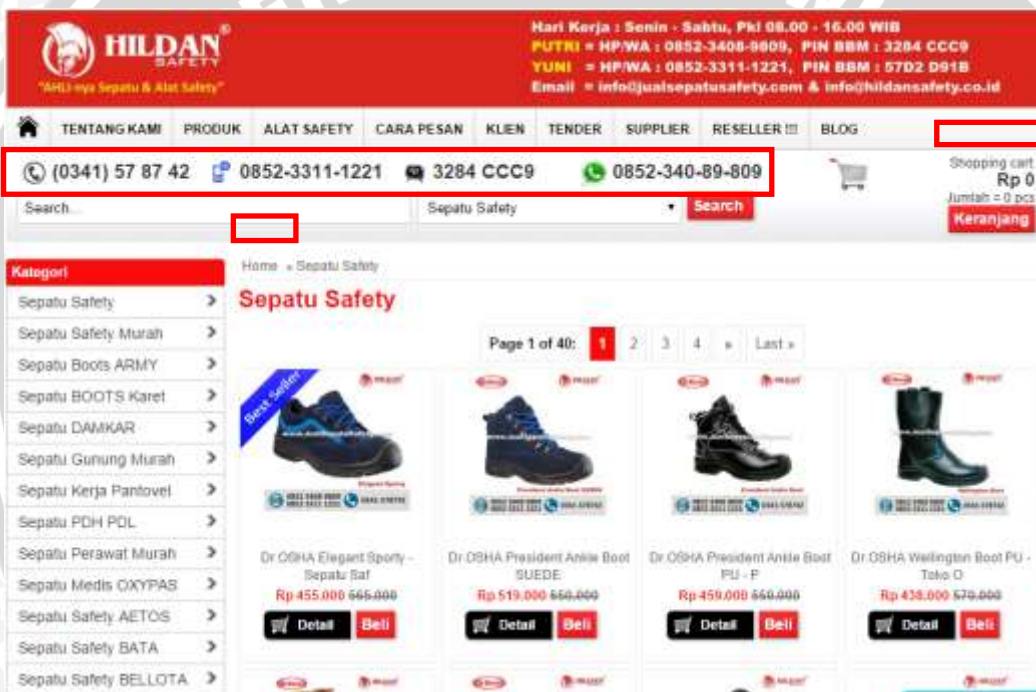 HILDAN®
SAFETY
"AHLI-nya Sepatu & Alat Safety"
Hari Kerja : Senin - Sabtu, Pkl 08.00 - 16.00 WIB
PUTRI = HP/WA : 0852-3408-9809, PIN BBM : 3284 CCC9
YUNI = HP/WA : 0852-3311-1221, PIN BBM : 57D2 D91B
Email = info@jualsepatusafety.com & info@hildansafety.co.id
TENTANG KAMI PRODUK ALAT SAFETY CARA PESAN KLIEN TENDER SUPPLIER RESELLER !!! BLOG
(0341) 57 87 42 0852-3311-1221 3284 CCC9 0852-340-89-809
Shopping cart
Rp 0
Jumlah = 0 pcs
Keranjang
Search... Sepatu Safety Search
Kategori
Sepatu Safety
Sepatu Safety Murah
Sepatu Boots ARMY
Sepatu BOOTS Karet
Sepatu DAMKAR
Sepatu Gunung Murah
Sepatu Kerja Pantovel
Sepatu PDH PDL
Sepatu Perawat Murah
Sepatu Medis OXYPAS
Sepatu Safety AETOS
Sepatu Safety BATA
Sepatu Safety BELLOTA
Home » Sepatu Safety
Sepatu Safety
Page 1 of 40: 1 2 3 4 » Last »
Best Seller
Dr OSHA Elegant Sporty -
Sepatu Saf
Rp 455.000 565.000
Detail Beli
Dr OSHA President Ankle Boot
SUEDE
Rp 519.000 650.000
Detail Beli
Dr OSHA President Ankle Boot
PU - P
Rp 459.000 550.000
Detail Beli
Dr OSHA Wellington Boot PU -
Toko O
Rp 438.000 570.000
Detail Beli